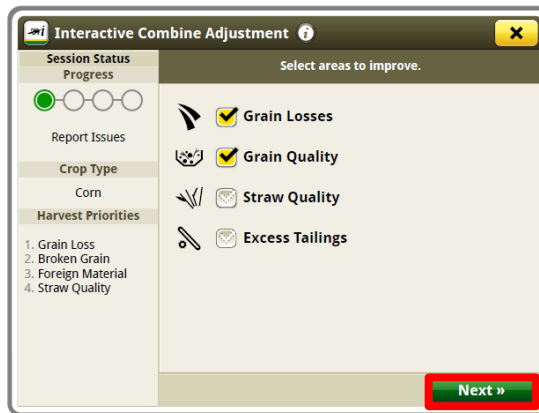 Interactive Combine Adjustment i
Session Status
Progress
Report Issues
Crop Type
Corn
Harvest Priorities
1. Grain Loss
2. Broken Grain
3. Foreign Material
4. Straw Quality
Select areas to improve.
Grain Losses
Grain Quality
Straw Quality
Excess Tailings
Next »